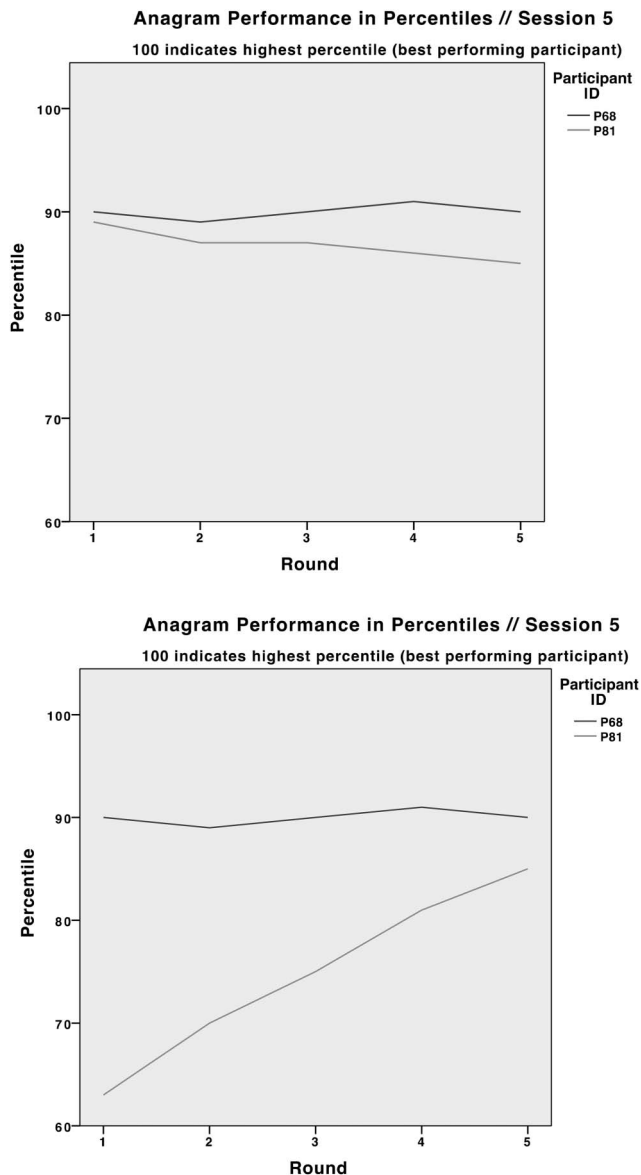 Anagram Performance in Percentiles // Session 5
100 indicates highest percentile (best performing participant)
Participant
ID
P68
P81
Percentile
100
90
80
70
60
1 2 3 4 5
Round
Anagram Performance in Percentiles // Session 5
100 indicates highest percentile (best performing participant)
Participant
ID
P68
P81
Percentile
100
90
80
70
60
1 2 3 4 5
Round